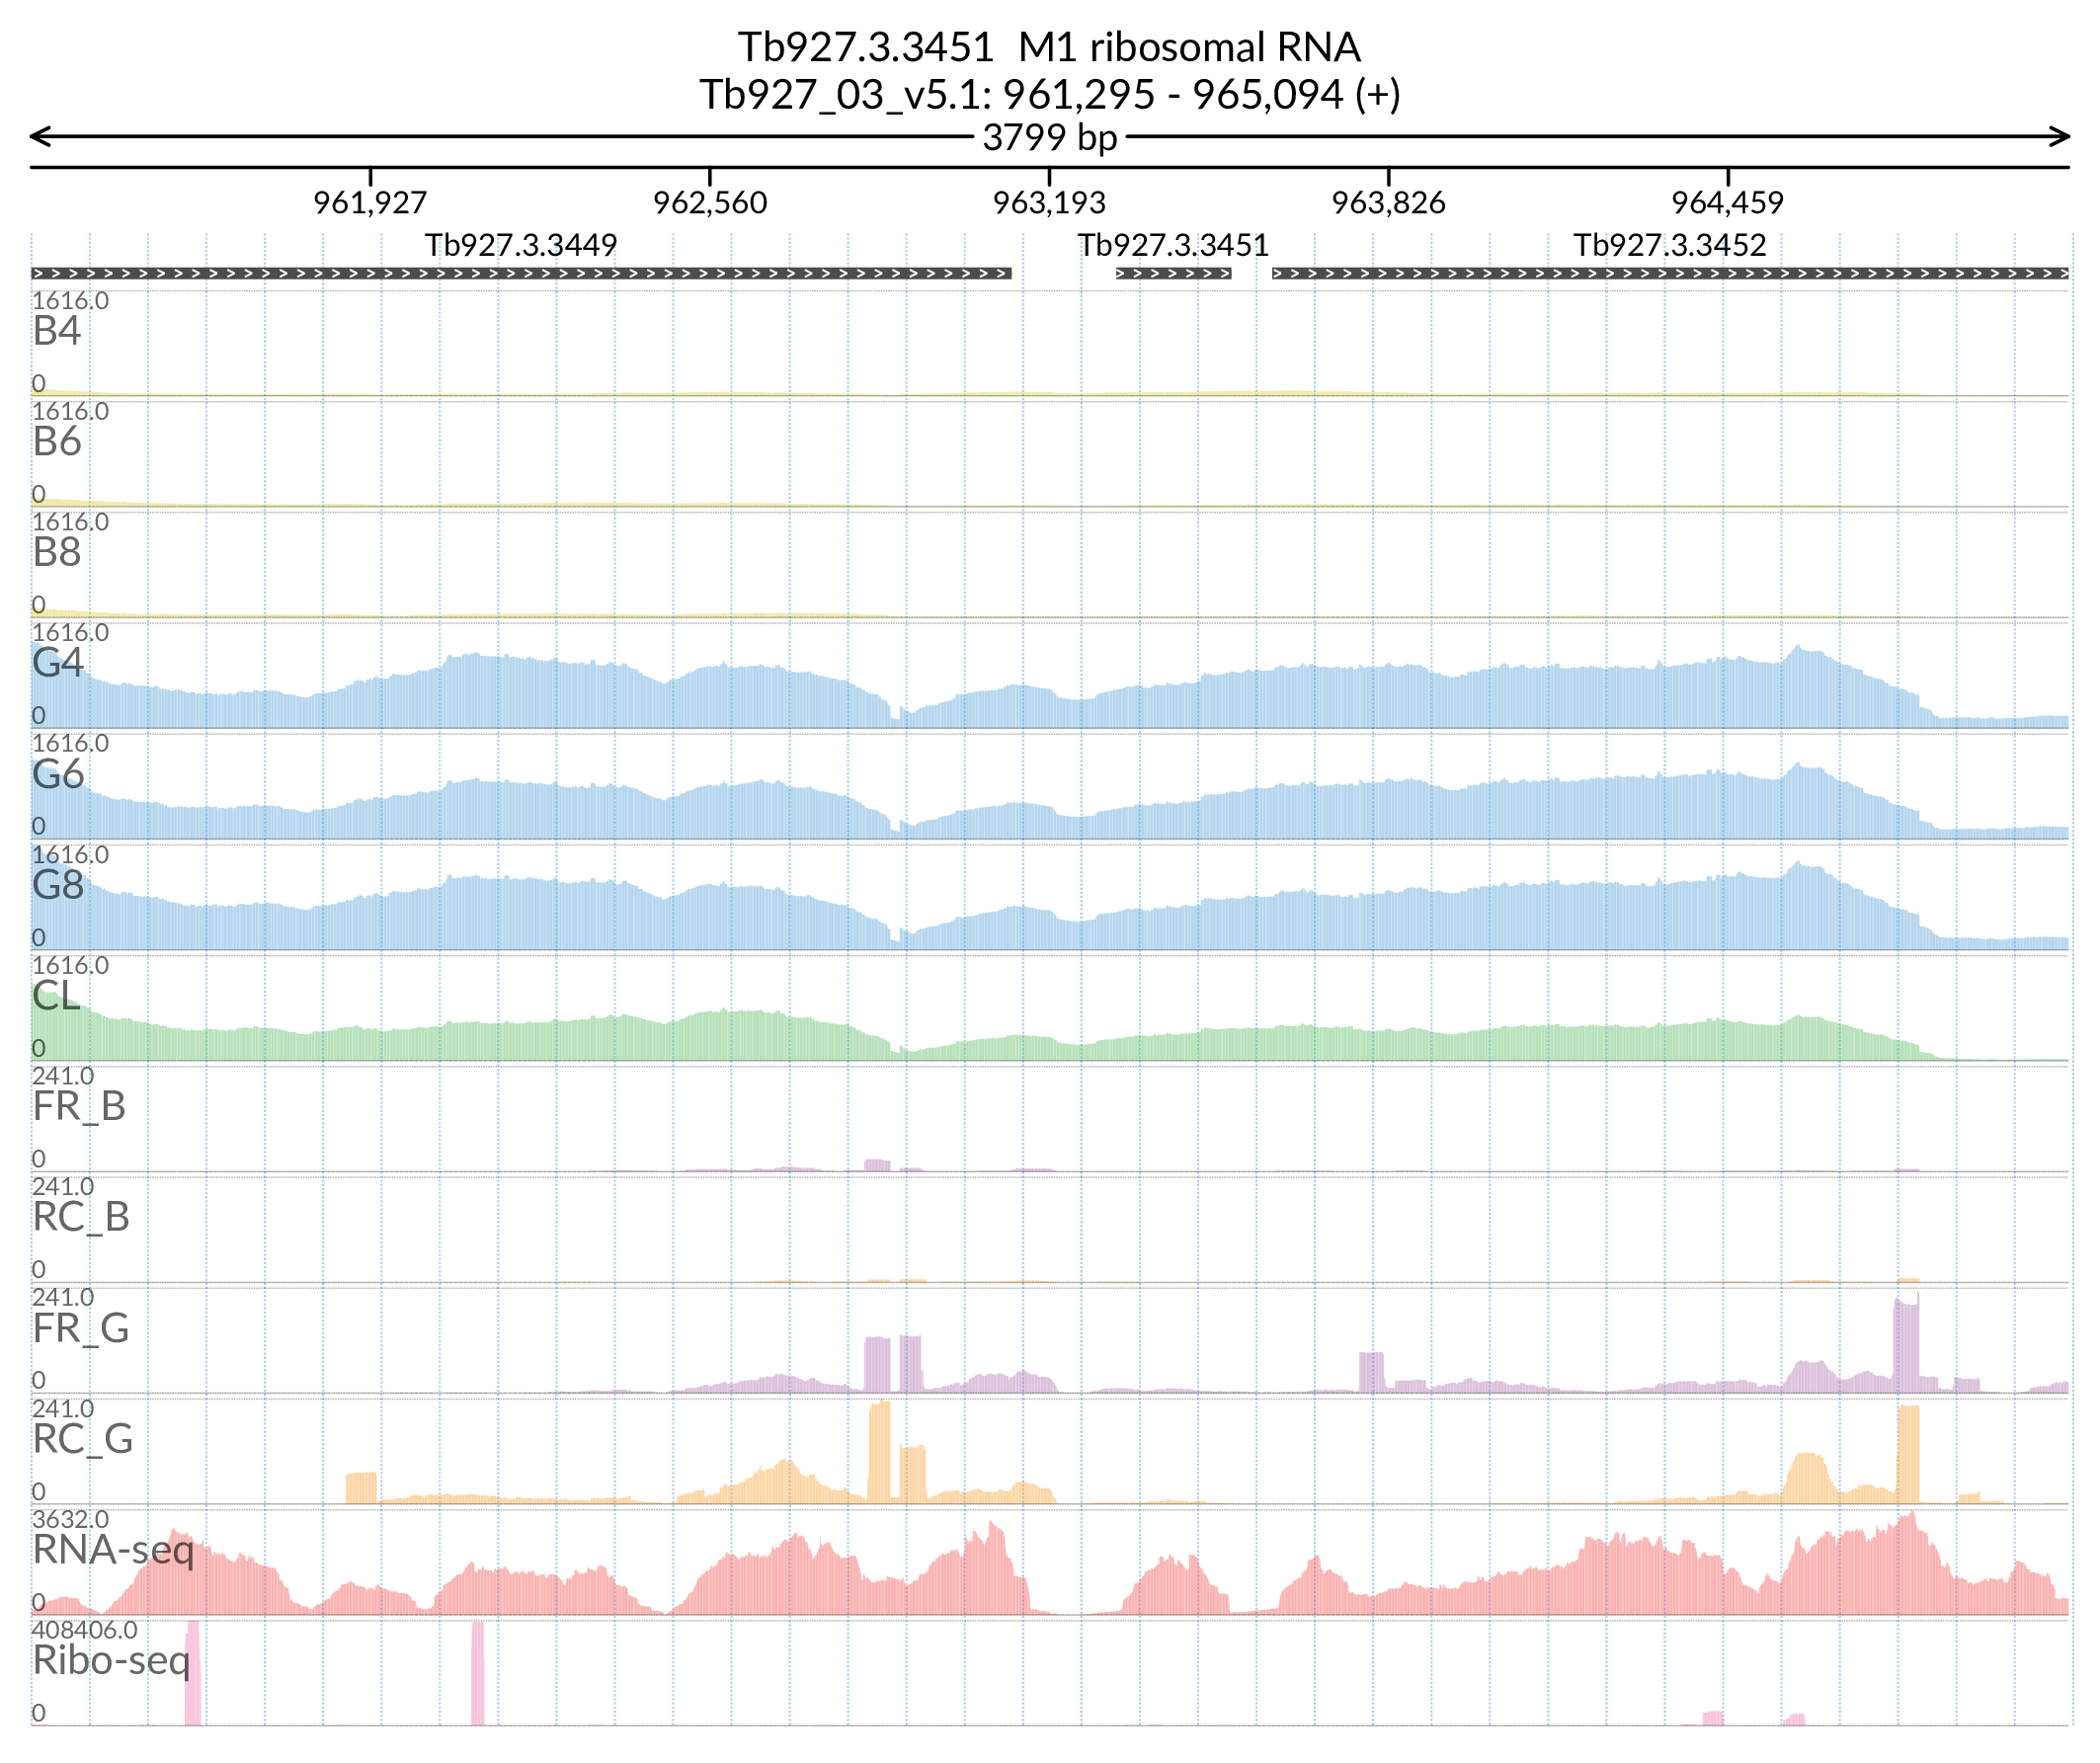 Tb927.3.3451  M1 ribosomal RNA
Tb927_03_v5.1: 961,295 - 965,094 (+)
3799 bp
961,927 962,560 963,193 963,826 964,459
Tb927.3.3449 Tb927.3.3451 Tb927.3.3452
1616.0
B4
0
1616.0
B6
0
1616.0
B8
0
1616.0
G4
0
1616.0
G6
0
1616.0
G8
0
1616.0
CL
0
241.0
FR_B
0
241.0
RC_B
0
241.0
FR_G
0
241.0
RC_G
0
3632.0
RNA-seq
0
408406.0
Ribo-seq
0